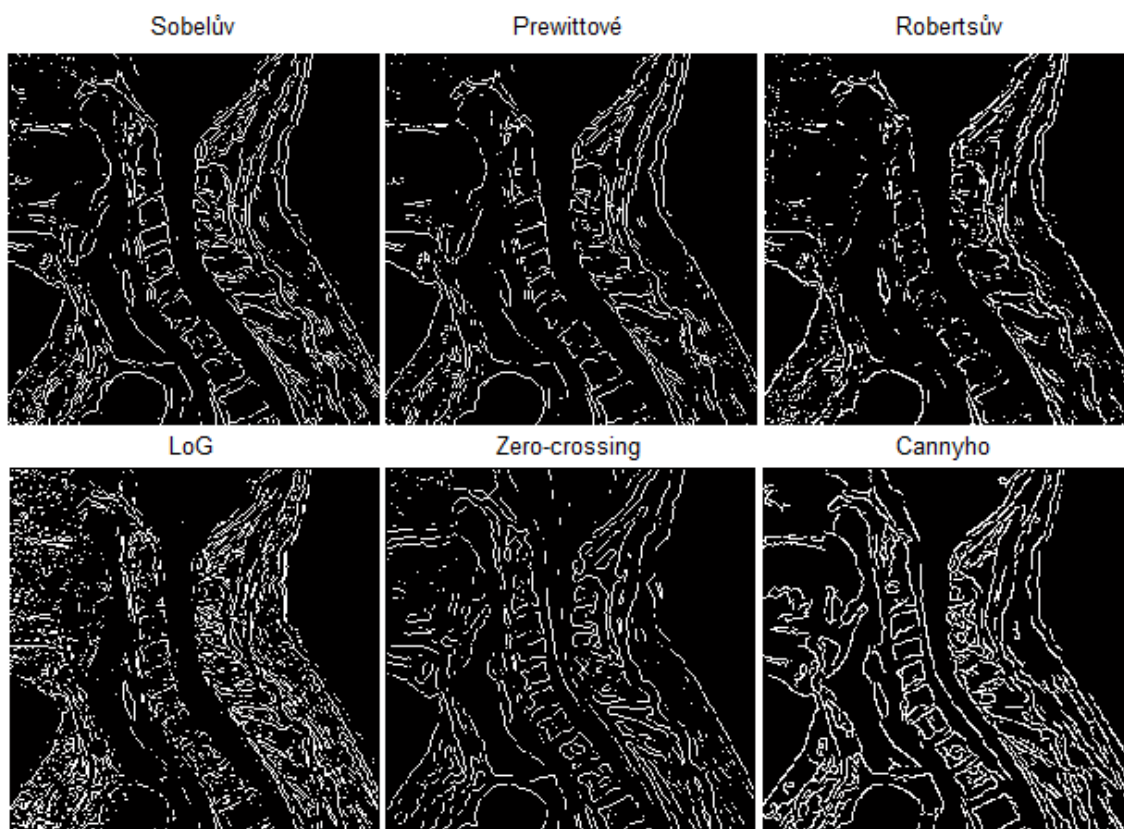 Sobelův
Prewittové
Robertsův
LoG
Zero-crossing
Cannyho